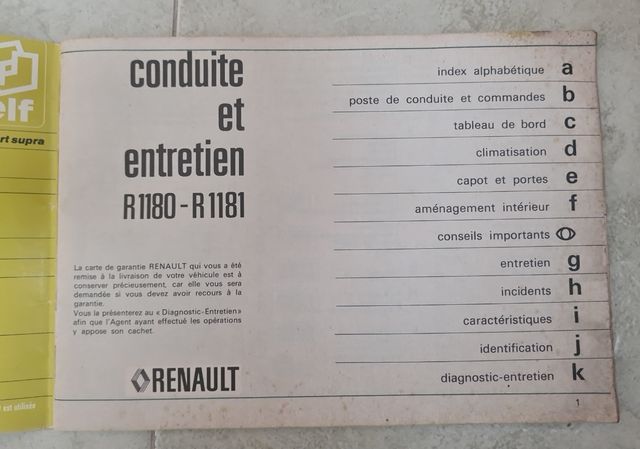 elf
rt supra
est utilisée
conduite
et
entretien
R1180 - R1181
La carte de garantie RENAULT qui vous a été
remise à la livraison de votre véhicule est à
conserver précieusement, car elle vous sera
demandée si vous devez avoir recours à la
garantie.
Vous la présenterez au « Diagnostic-Entretien»
afin que l'Agent ayant effectué les opérations
y appose son cachet.
RENAULT
index alphabétique a
poste de conduite et commandes b
tableau de bord c
climatisation d
capot et portes e
aménagement intérieur f
conseils importants
entretien g
incidents h
caractéristiques i
identification j
diagnostic-entretien k
1